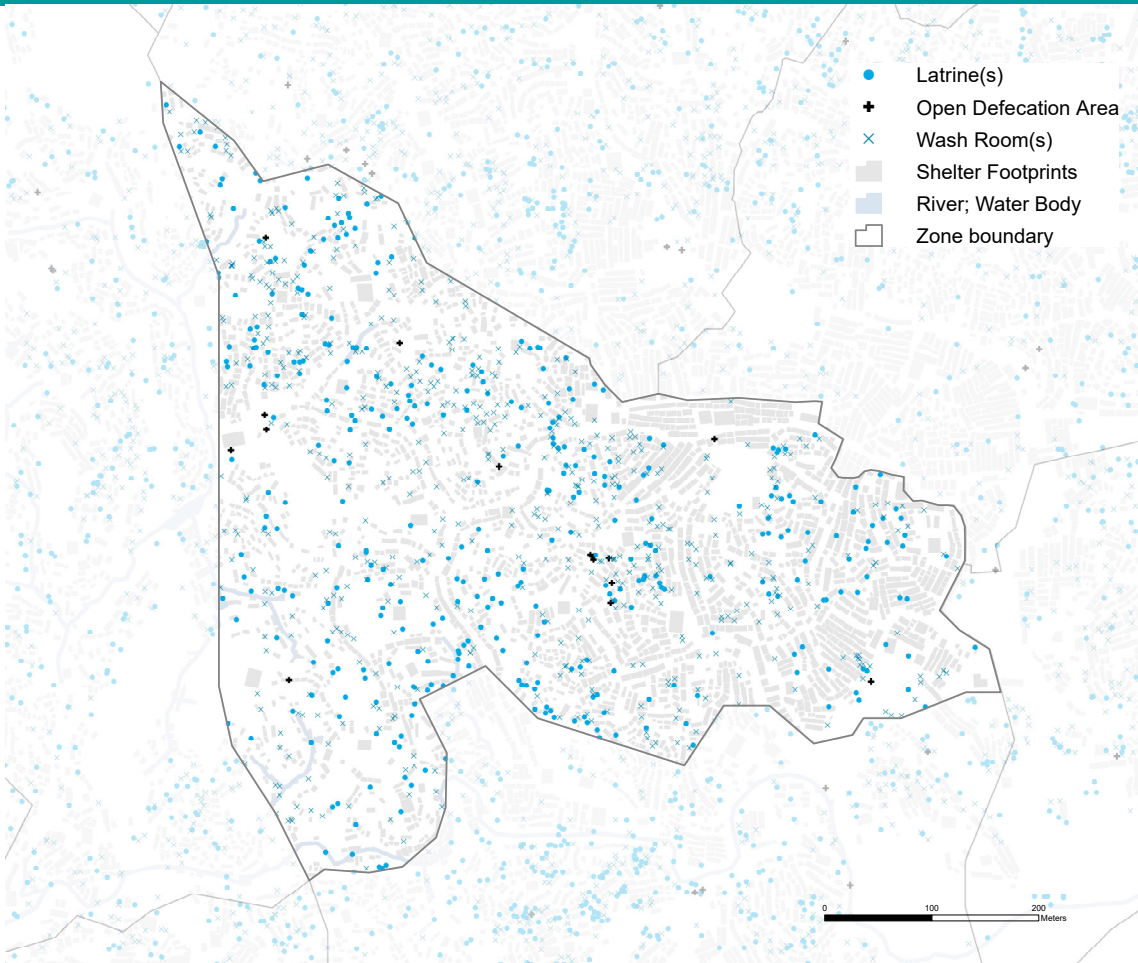 Latrine(s)
Open Defecation Area
Wash Room(s)
Shelter Footprints
River; Water Body
Zone boundary
0 100 200
Meters